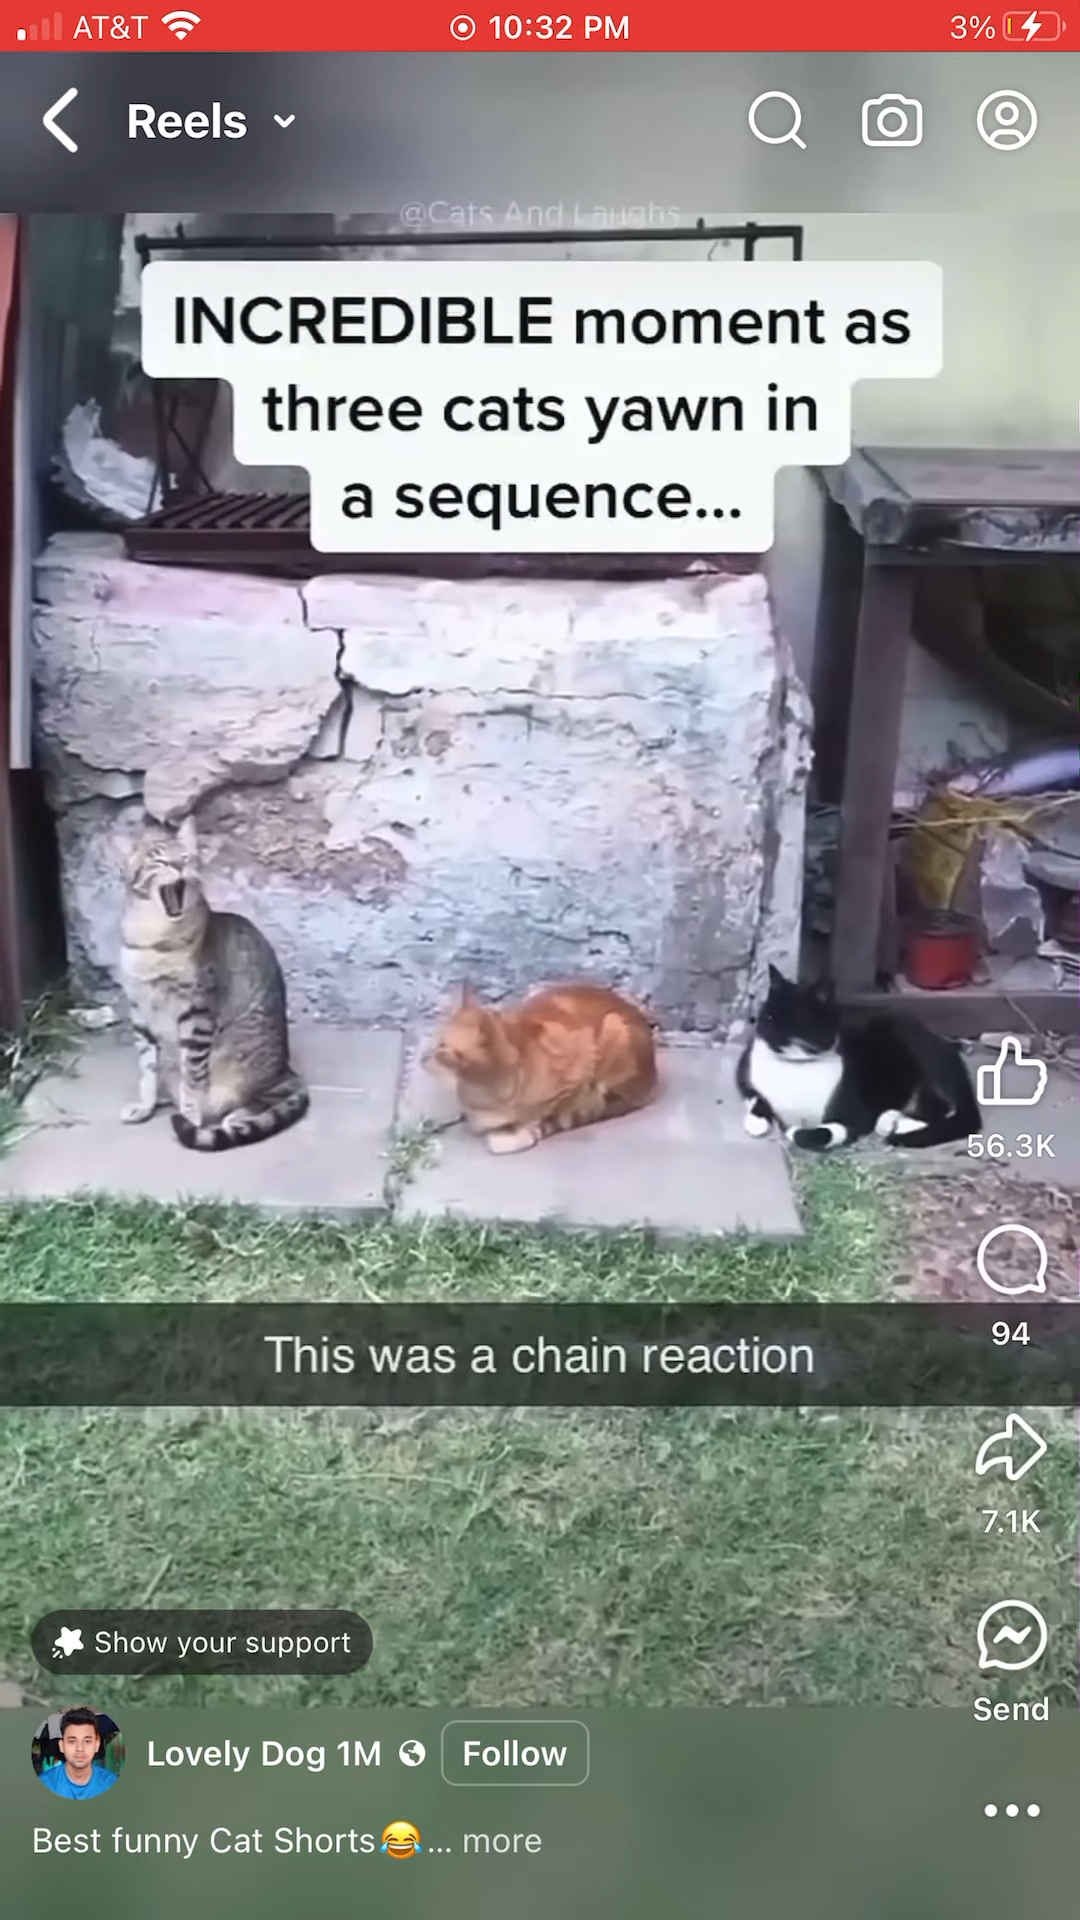 AT&T 10:32 PM 3%
Reels
@Cats And Laughs
INCREDIBLE moment as
three cats yawn in
a sequence...
56.3K
This was a chain reaction
94
7.1K
Show your support
Send
Lovely Dog 1M Follow
Best funny Cat Shorts😂... more